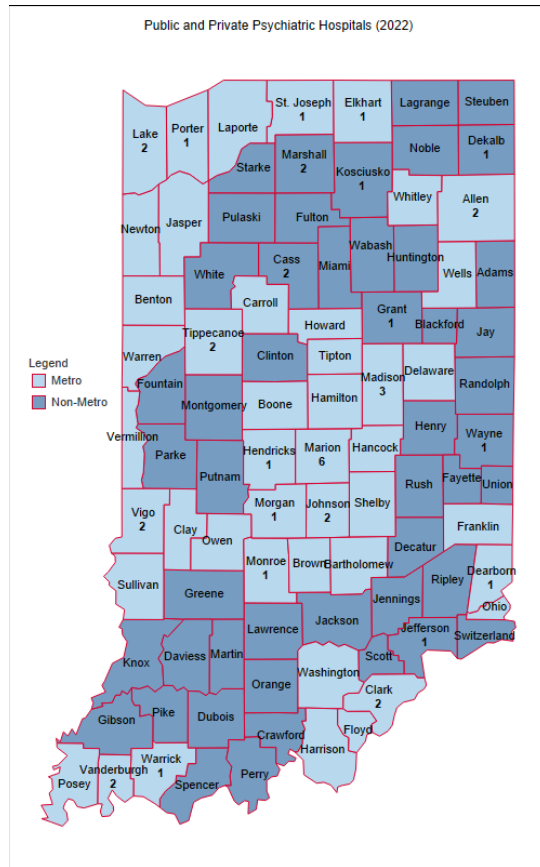 Public and Private Psychiatric Hospitals (2022)
St. Joseph
1
Elkhart
1
Lagrange
Steuben
Lake
2
Porter
1
Laporte
Noble
Dekalb
1
Starke
Marshall
2
Kosciusko
1
Whitley
Allen
2
Newton
Jasper
Pulaski
Fulton
Wabash
Huntington
White
Cass
2
Miami
Wells
Adams
Benton
Carroll
Grant
1
Blackford
Jay
Tippecanoe
2
Howard
Warren
Clinton
Tipton
Legend
Metro
Non-Metro
Fountain
Montgomery
Boone
Hamilton
Madison
3
Delaware
Randolph
Vermillion
Parke
Putnam
Hendricks
1
Marion
6
Hancock
Henry
Wayne
1
Rush
Fayette
Union
Vigo
2
Clay
Owen
Morgan
1
Johnson
2
Shelby
Franklin
Sullivan
Monroe
1
Brown
Bartholomew
Decatur
Dearborn
1
Ohio
Greene
Ripley
Jennings
Lawrence
Jackson
Jefferson
1
Switzerland
Knox
Daviess
Martin
Scott
Washington
Orange
Clark
2
Gibson
Pike
Dubois
Crawford
Floyd
Harrison
Posey
Vanderburgh
2
Warrick
1
Spencer
Perry